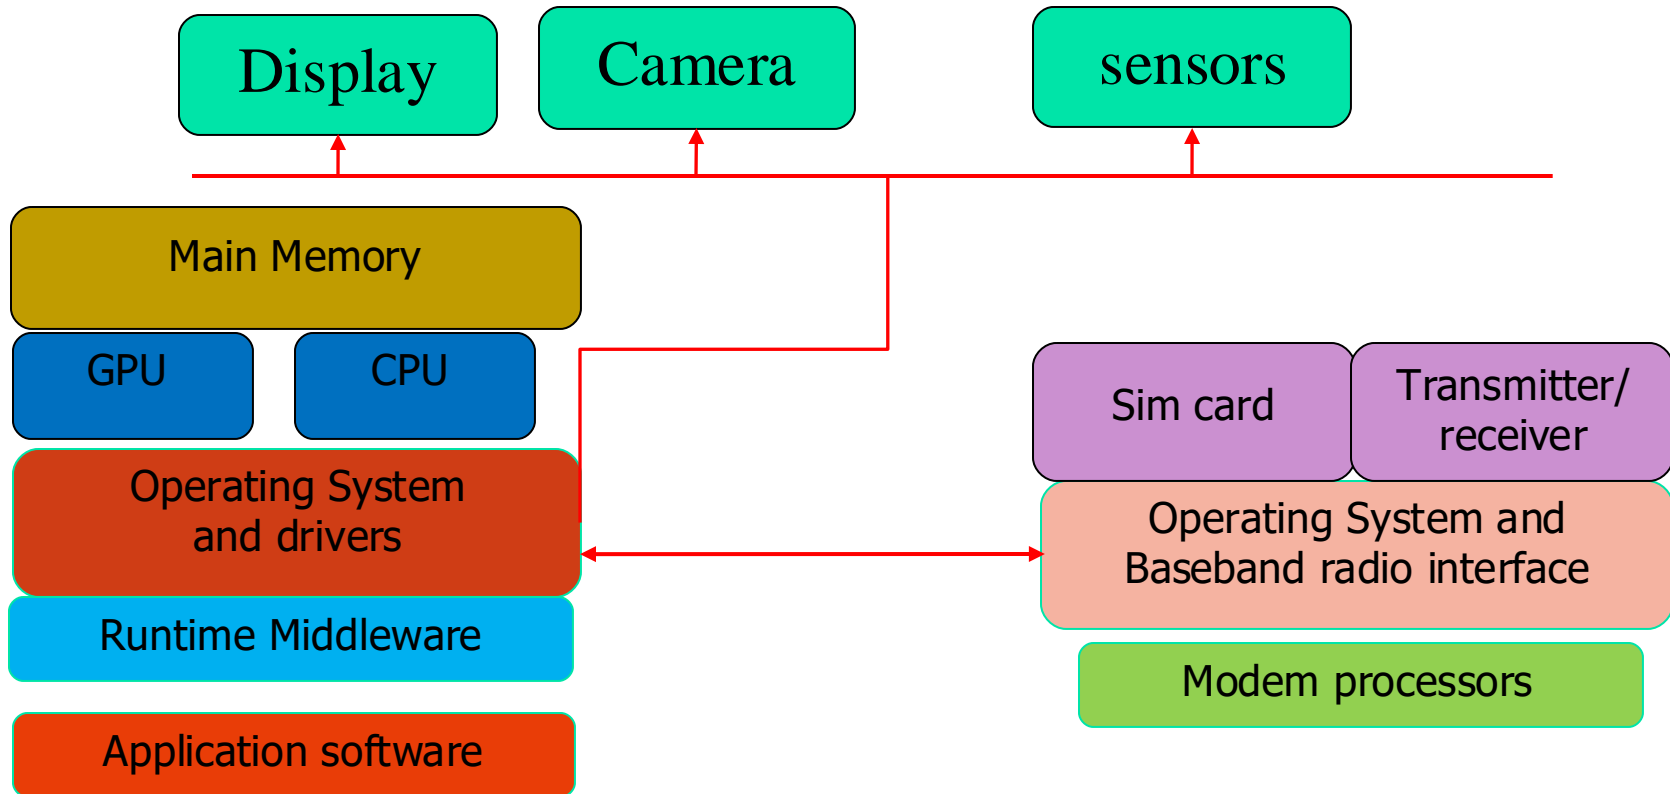 Display
Camera
sensors
Main Memory
GPU
CPU
Operating System
and drivers
Runtime Middleware
Application software
Sim card
Transmitter/
receiver
Operating System and
Baseband radio interface
Modem processors